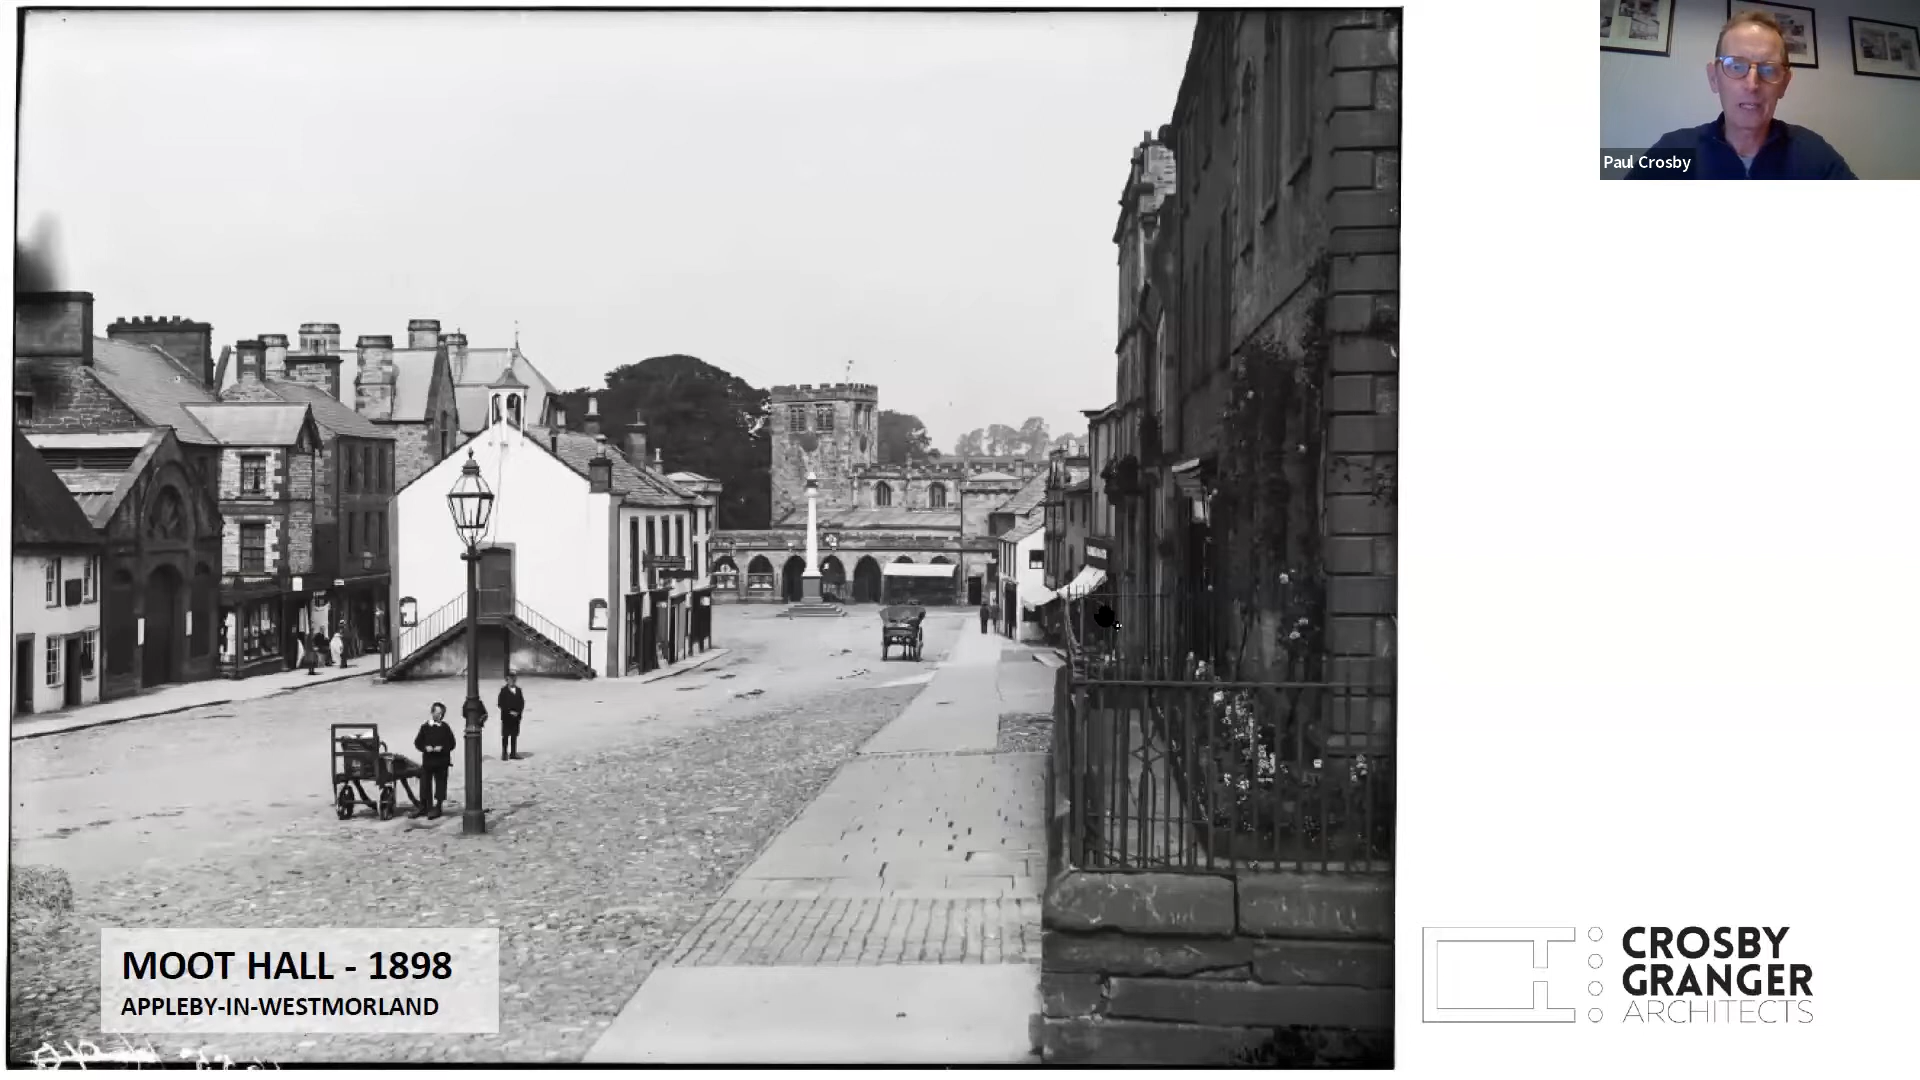 Paul Crosby
MOOT HALL - 1898
APPLEBY-IN-WESTMORLAND
CROSBY
GRANGER
ARCHITECTS